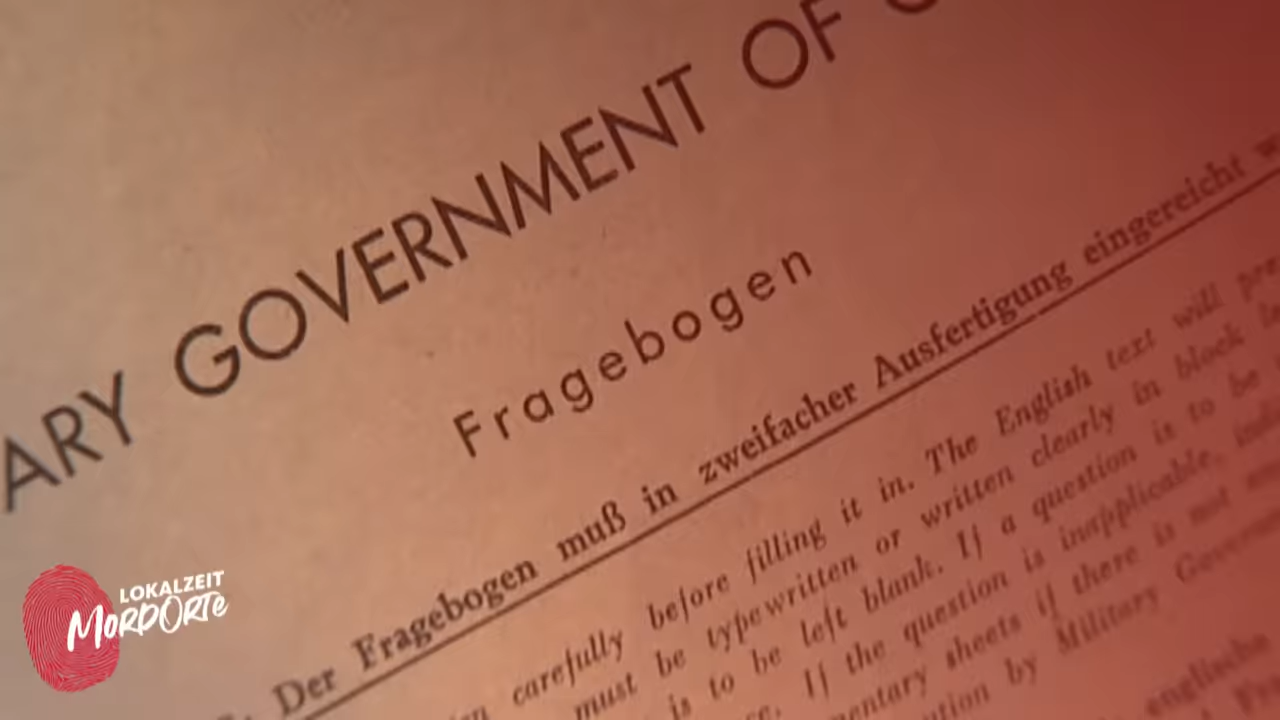 ARY GOVERNMENT OF
Fragebogen
Der Fragebogen muß in zweifacher Ausfertigung eingereicht
carefully before filling it in. The English text will
must be typewritten or written clearly in block
is to be left blank. If a question is to be
If the question is inapplicable,
sheets if there is not
by Military
englische
LOKALZEIT
MORDORTE